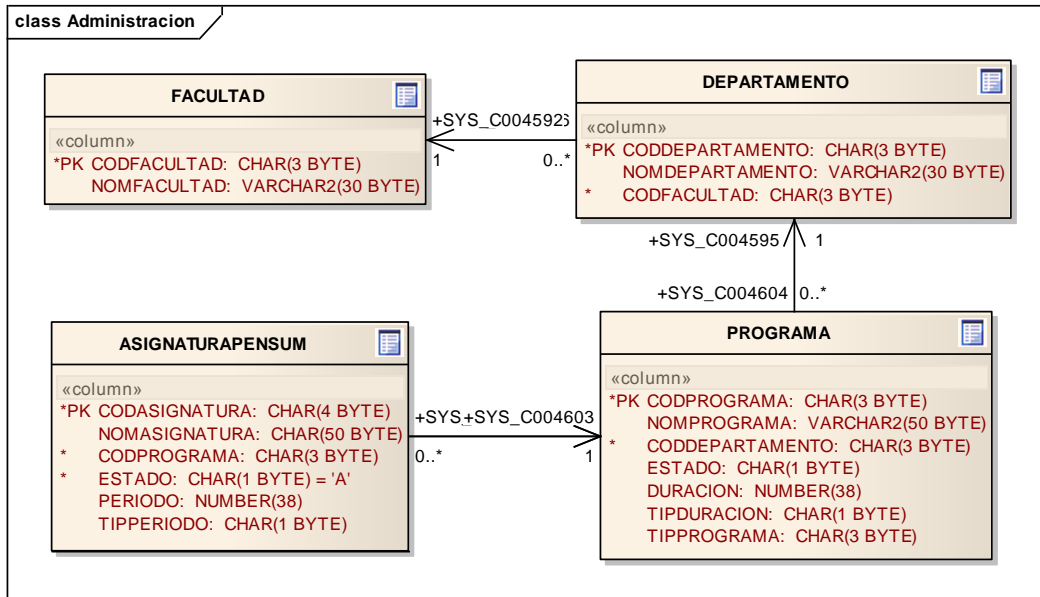 class Administracion
FACULTAD
«column»
*PK CODFACULTAD: CHAR(3 BYTE)
NOMFACULTAD: VARCHAR2(30 BYTE)
+SYS_C004592
1
0..*
DEPARTAMENTO
«column»
*PK CODDEPARTAMENTO: CHAR(3 BYTE)
NOMDEPARTAMENTO: VARCHAR2(30 BYTE)
* CODFACULTAD: CHAR(3 BYTE)
+SYS_C004595
1
+SYS_C004604
0..*
ASIGNATURAPENSUM
«column»
*PK CODASIGNATURA: CHAR(4 BYTE)
NOMASIGNATURA: CHAR(50 BYTE)
* CODPROGRAMA: CHAR(3 BYTE)
* ESTADO: CHAR(1 BYTE) = 'A'
PERIODO: NUMBER(38)
TIPPERIODO: CHAR(1 BYTE)
+SYS_+SYS_C004603
0..*
1
PROGRAMA
«column»
*PK CODPROGRAMA: CHAR(3 BYTE)
NOMPROGRAMA: VARCHAR2(50 BYTE)
* CODDEPARTAMENTO: CHAR(3 BYTE)
ESTADO: CHAR(1 BYTE)
DURACION: NUMBER(38)
TIPDURACION: CHAR(1 BYTE)
TIPPROGRAMA: CHAR(3 BYTE)